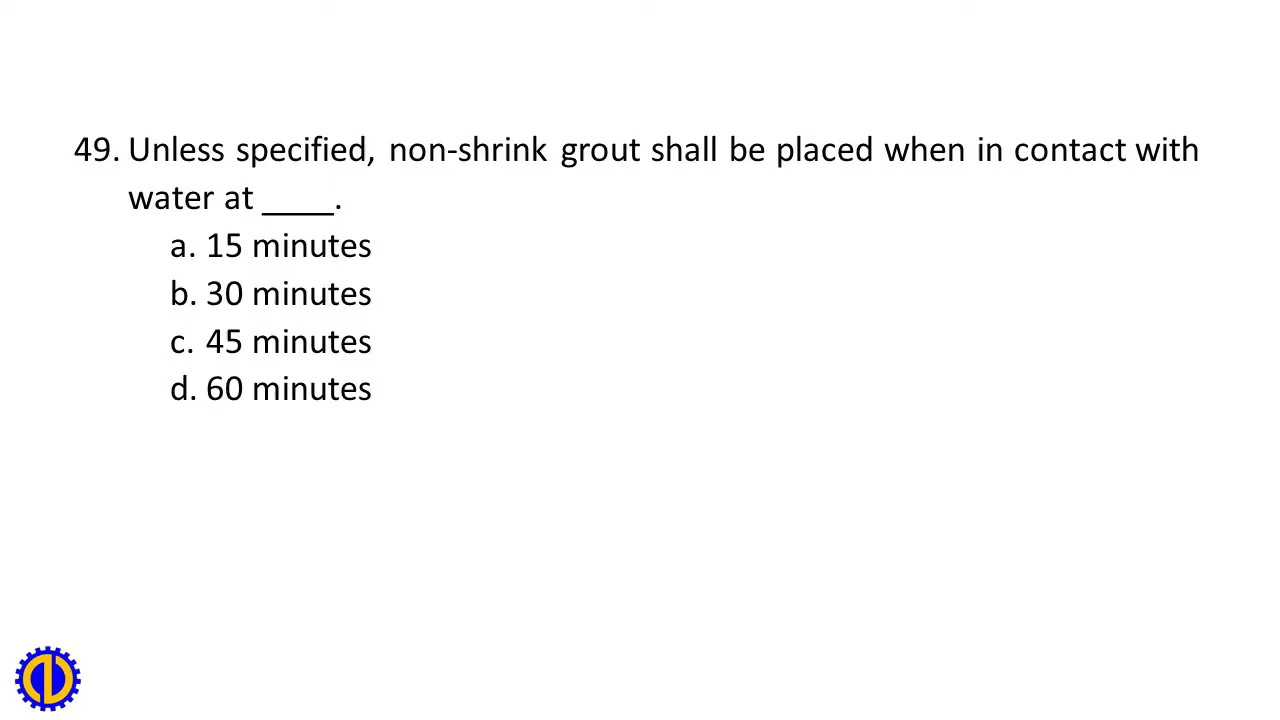 49. Unless specified, non-shrink grout shall be placed when in contact with
water at ____.
a. 15 minutes
b. 30 minutes
c. 45 minutes
d. 60 minutes